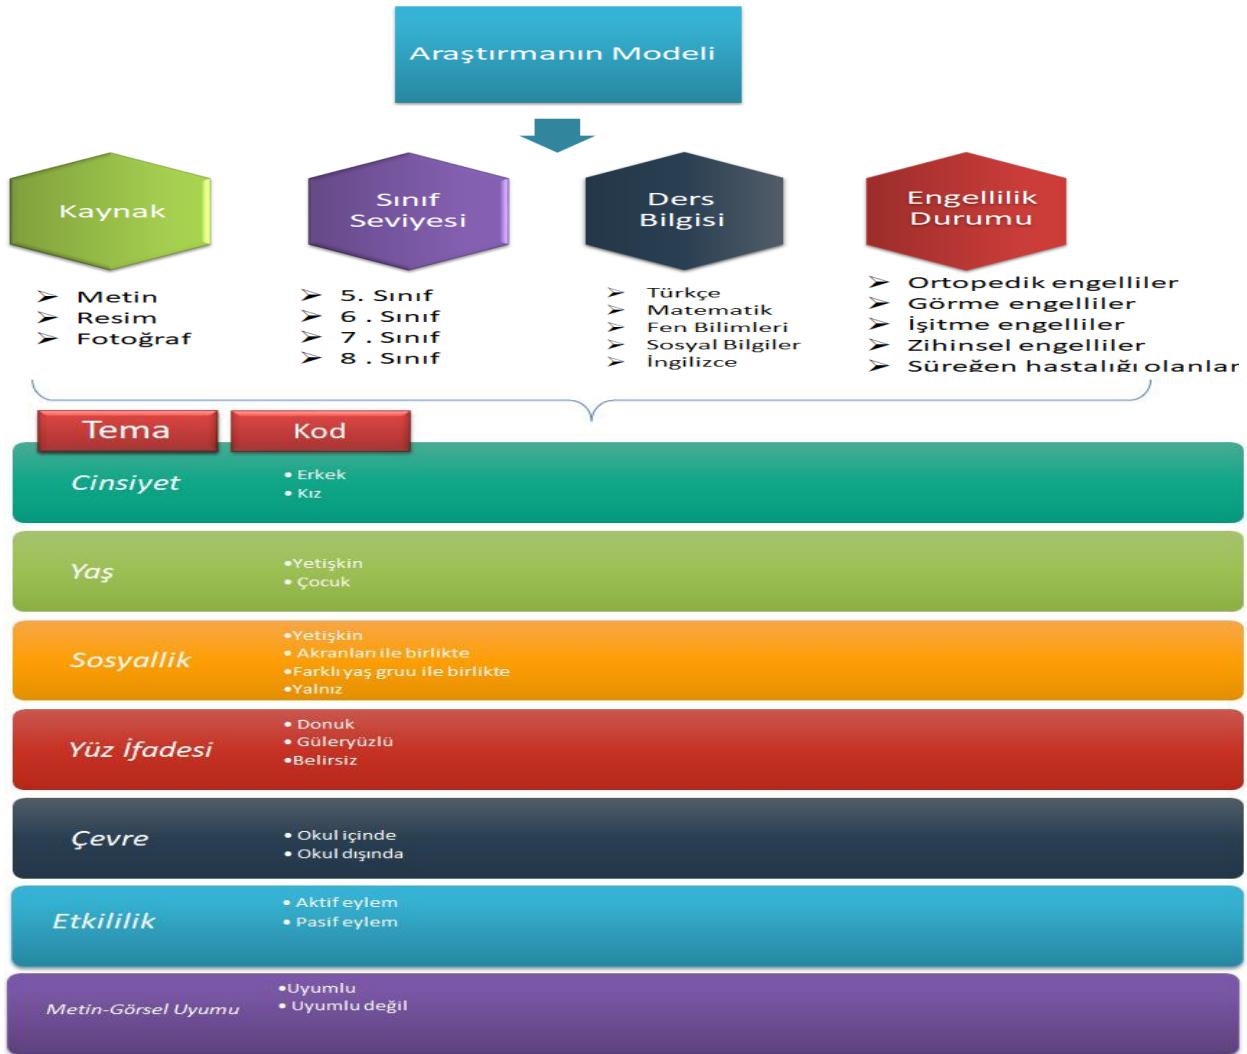 Araştırmanın Modeli
Kaynak
Sınıf
Seviyesi
Ders
Bilgisi
Engellilik
Durumu
➢ Metin
➢ Resim
➢ Fotoğraf
➢ 5. Sınıf
➢ 6 . Sınıf
➢ 7 . Sınıf
➢ 8 . Sınıf
➢ Türkçe
➢ Matematik
➢ Fen Bilimleri
➢ Sosyal Bilgiler
➢ İngilizce
➢ Ortopedik engelliler
➢ Görme engelliler
➢ İşitme engelliler
➢ Zihinsel engelliler
➢ Süreğen hastalığı olanlar
Tema
Kod
Cinsiyet
• Erkek
• Kız
Yaş
•Yetişkin
• Çocuk
Sosyallik
•Yetişkin
• Akranları ile birlikte
•Farklı yaş gruu ile birlikte
•Yalnız
Yüz İfadesi
• Donuk
• Güleryüzlü
•Belirsiz
Çevre
• Okul içinde
• Okul dışında
Etkililik
• Aktif eylem
• Pasif eylem
Metin-Görsel Uyumu
•Uyumlu
• Uyumlu değil